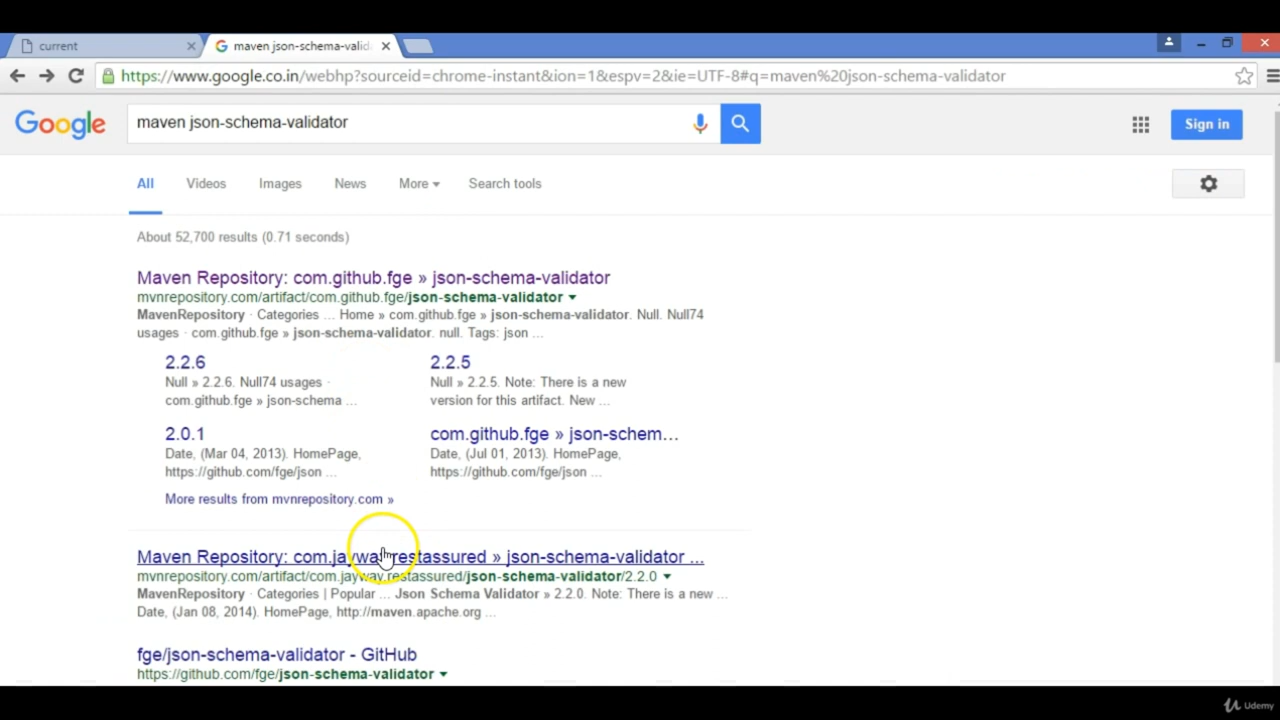 current
maven json-schema-valid
https://www.google.co.in/webhp?sourceid=chrome-instant&ion=1&espv=2&ie=UTF-8#q=maven%20json-schema-validator
Google
maven json-schema-validator
Sign in
All Videos Images News More Search tools
About 52,700 results (0.71 seconds)
Maven Repository: com.github.fge » json-schema-validator
mvnrepository.com/artifact/com.github.fge/json-schema-validator
MavenRepository · Categories ... Home » com.github.fge » json-schema-validator. Null. Null74
usages · com.github.fge » json-schema-validator. null. Tags: json ...
2.2.6
Null » 2.2.6. Null74 usages ·
com.github.fge » json-schema ...
2.2.5
Null » 2.2.5. Note: There is a new
version for this artifact. New ...
2.0.1
Date, (Mar 04, 2013). HomePage,
https://github.com/fge/json ...
com.github.fge » json-schem...
Date, (Jul 01, 2013). HomePage,
https://github.com/fge/json ...
More results from mvnrepository.com »
Maven Repository: com.jayway.restassured » json-schema-validator ...
mvnrepository.com/artifact/com.jayway.restassured/json-schema-validator/2.2.0
MavenRepository · Categories | Popular ... Json Schema Validator » 2.2.0. Note: There is a new ...
Date, (Jan 08, 2014). HomePage, http://maven.apache.org ...
fge/json-schema-validator - GitHub
https://github.com/fge/json-schema-validator
Udemy